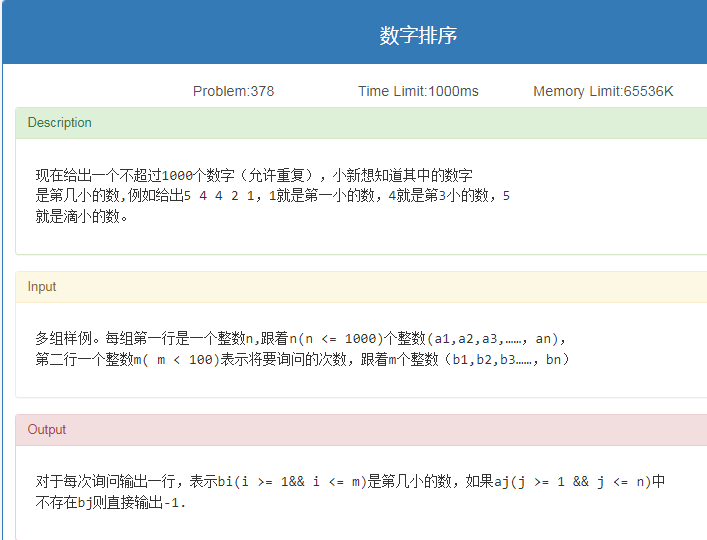 数字排序
Problem:378 Time Limit:1000ms Memory Limit:65536K
Description
现在给出一个不超过1000个数字（允许重复），小新想知道其中的数字
是第几小的数,例如给出5 4 4 2 1, 1就是第一小的数, 4就是第3小的数, 5
就是滴小的数。
Input
多组样例。每组第一行是一个整数n,跟着n(n <= 1000)个整数(a1,a2,a3,……, an),
第二行一个整数m( m < 100)表示将要询问的次数, 跟着m个整数（b1,b2,b3……, bn）
Output
对于每次询问输出一行, 表示bi(i >= 1&& i <= m)是第几小的数, 如果aj(j >= 1 && j <= n)中
不存在bj则直接输出-1.